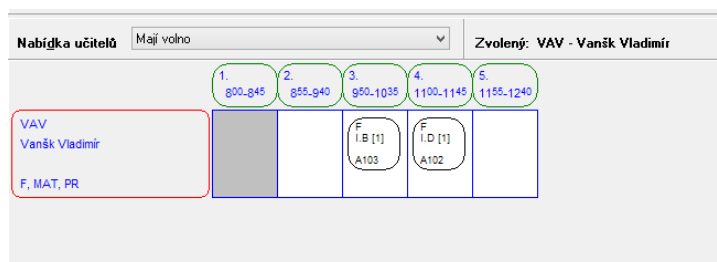 Nabídka učitelů Mají volno Zvolený: VAV - Vanšk Vladimír
1. 2. 3. 4. 5.
8⁰⁰-8⁴⁵ 8⁵⁵-9⁴⁰ 9⁵⁰-10³⁵ 11⁰⁰-11⁴⁵ 11⁵⁵-12⁴⁰
VAV
Vanšk Vladimír
F, MAT, PR
F
I.B [1]
A103
F
I.D [1]
A102